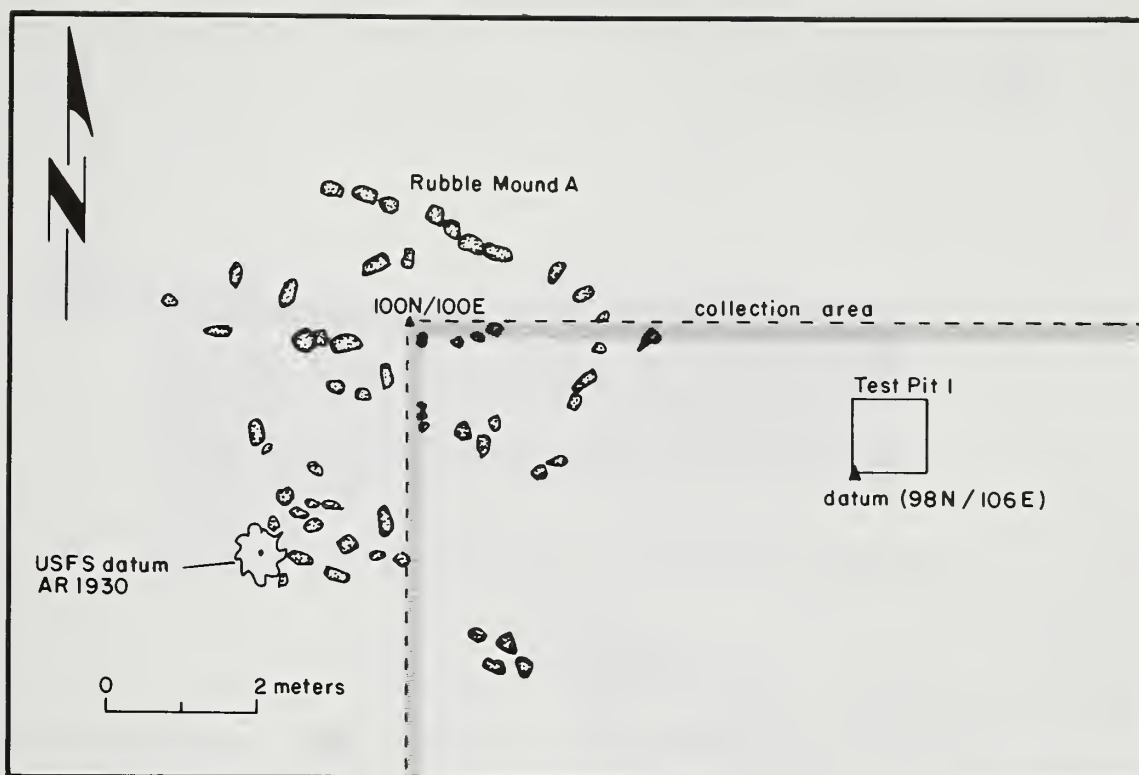 N
Rubble Mound A
100N/100E
collection area
Test Pit 1
datum (98N / 106E)
USFS datum
AR 1930
0 2 meters